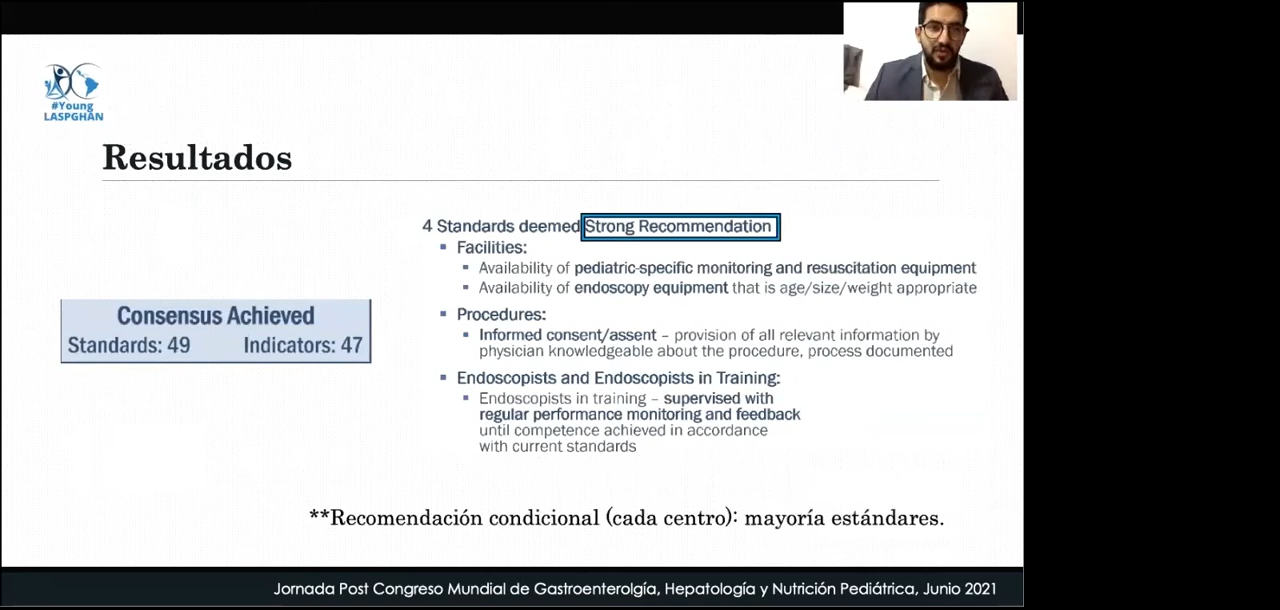 #Young
LASPGHAN
Resultados
4 Standards deemed Strong Recommendation
▪ Facilities:
▪ Availability of pediatric-specific monitoring and resuscitation equipment
▪ Availability of endoscopy equipment that is age/size/weight appropriate
Consensus Achieved
Standards: 49 Indicators: 47
▪ Procedures:
▪ Informed consent/assent – provision of all relevant information by
physician knowledgeable about the procedure, process documented
▪ Endoscopists and Endoscopists in Training:
▪ Endoscopists in training – supervised with
regular performance monitoring and feedback
until competence achieved in accordance
with current standards
**Recomendación condicional (cada centro): mayoría estándares.
Jornada Post Congreso Mundial de Gastroenterolgía, Hepatología y Nutrición Pediátrica, Junio 2021